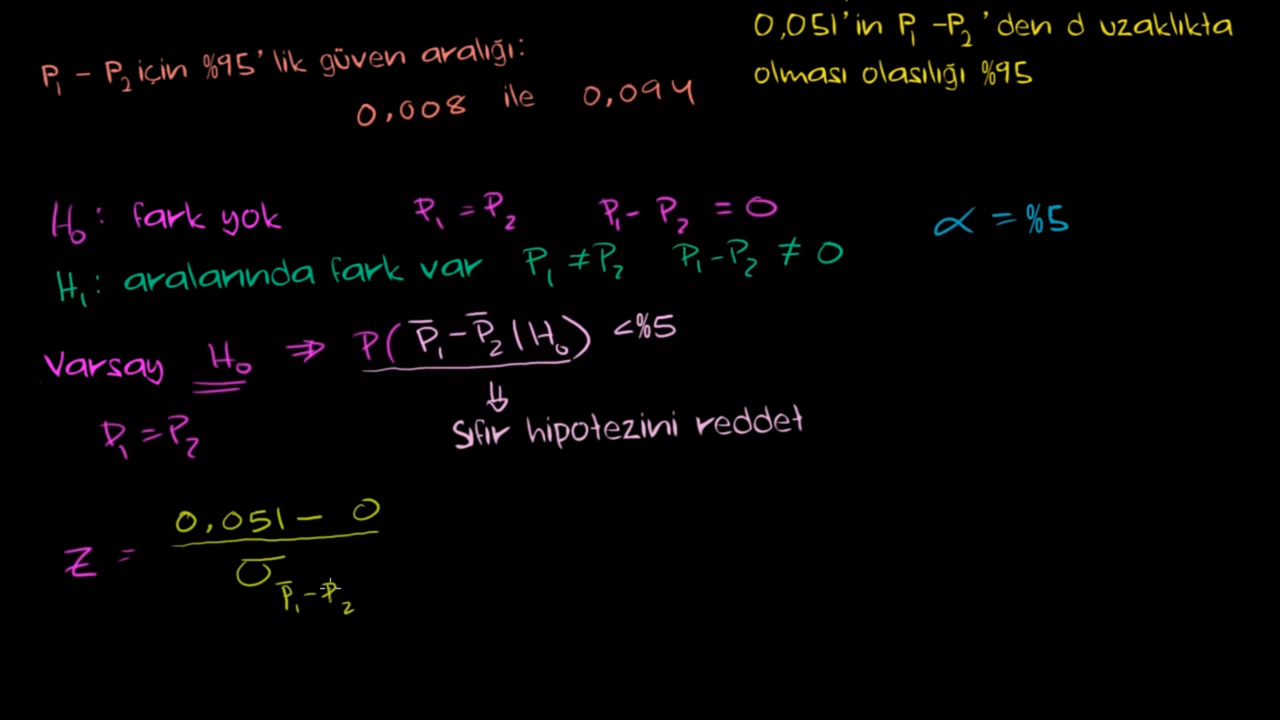 P₁ - P₂ için %95'lik güven aralığı:
0,008 ile 0,094
0,051'in P₁ - P₂'den d uzaklıkta
olması olasılığı %95
H₀: fark yok P₁ = P₂ P₁ - P₂ = 0 α = %5
H₁: aralarında fark var P₁ ≠ P₂ P₁ - P₂ ≠ 0
Varsay H₀ ⇒ P( P̅₁ - P̅₂ | H₀ ) < %5
⇓
P₁ = P₂ sıfır hipotezini reddet
Z = (0,051 - 0) / σ_{P̅₁ - P̅₂}